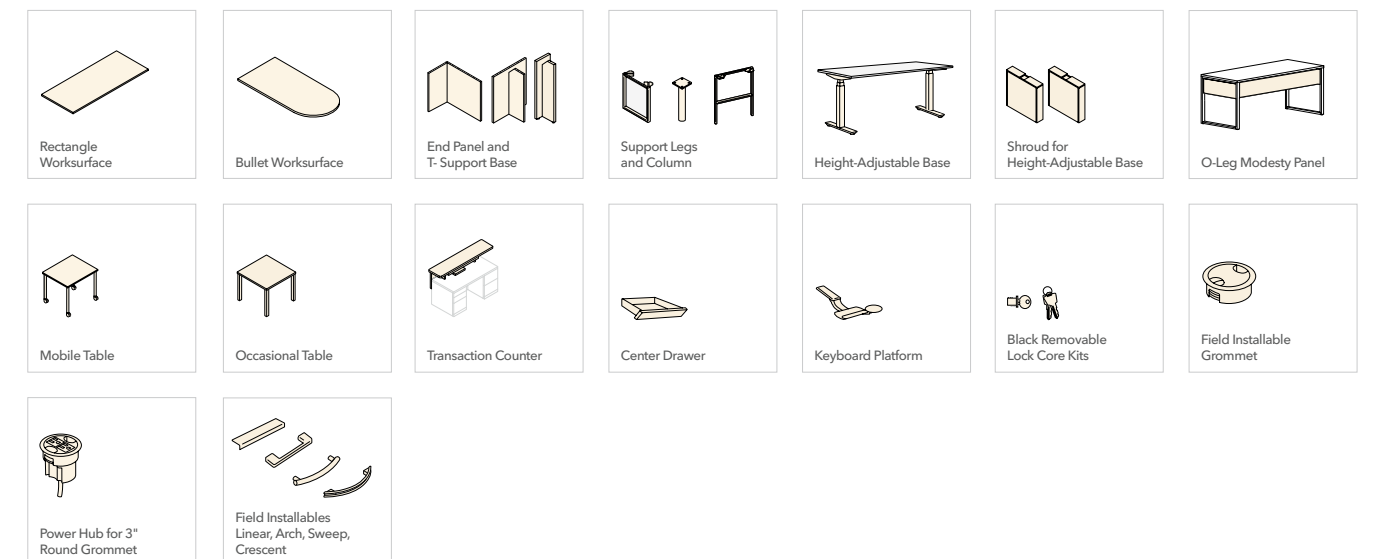 Rectangle
Worksurface
Bullet Worksurface
End Panel and
T- Support Base
Support Legs
and Column
Height-Adjustable Base
Shroud for
Height-Adjustable Base
O-Leg Modesty Panel
Mobile Table
Occasional Table
Transaction Counter
Center Drawer
Keyboard Platform
Black Removable
Lock Core Kits
Field Installable
Grommet
Power Hub for 3"
Round Grommet
Field Installables
Linear, Arch, Sweep,
Crescent